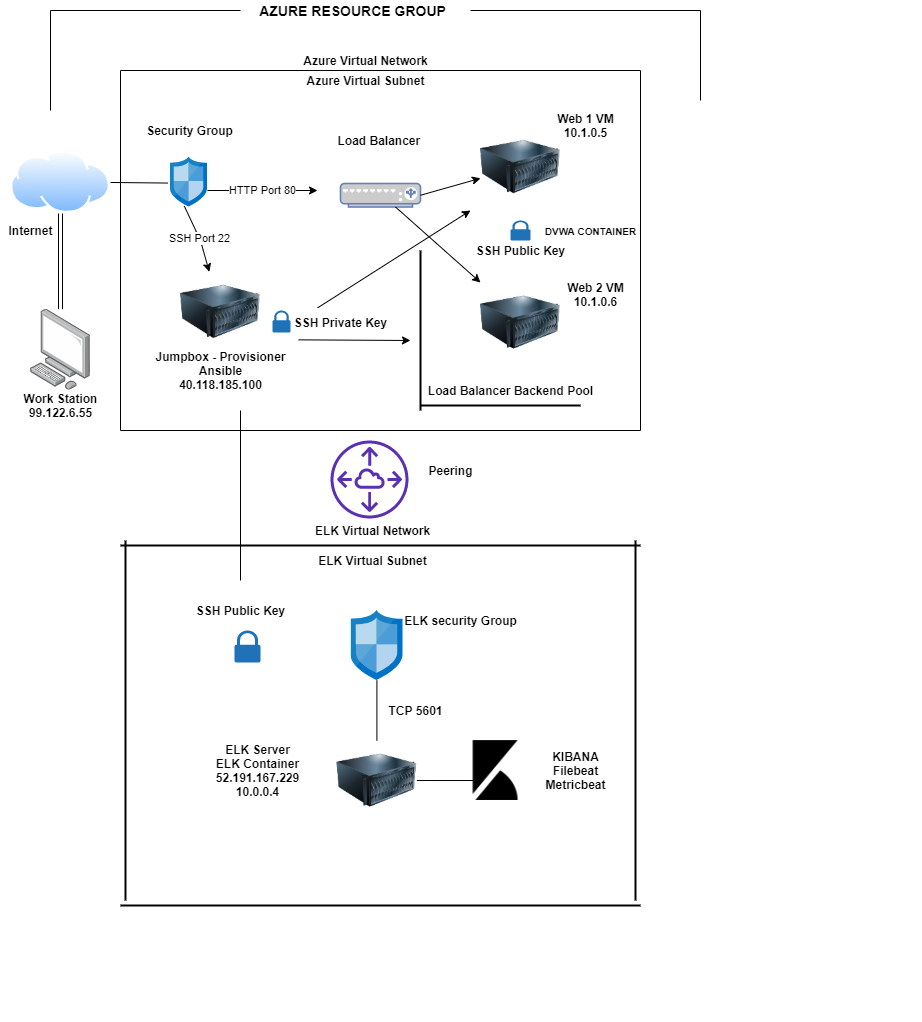 AZURE RESOURCE GROUP
Azure Virtual Network
Azure Virtual Subnet
Security Group
Load Balancer
Web 1 VM
10.1.0.5
HTTP Port 80
Internet
SSH Port 22
DVWA CONTAINER
SSH Public Key
Web 2 VM
10.1.0.6
SSH Private Key
Jumpbox - Provisioner
Ansible
40.118.185.100
Load Balancer Backend Pool
Work Station
99.122.6.55
Peering
ELK Virtual Network
ELK Virtual Subnet
SSH Public Key
ELK security Group
TCP 5601
ELK Server
ELK Container
52.191.167.229
10.0.0.4
KIBANA
Filebeat
Metricbeat